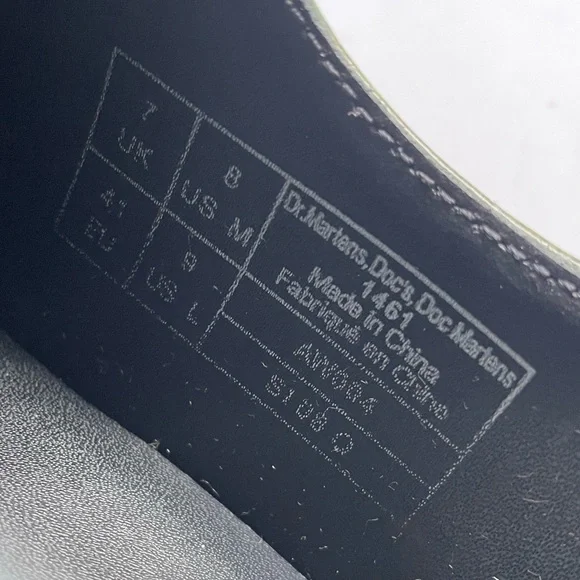 7
UK
8
US M
41
EU
9
US L
Dr.Martens, Doc's, Doc Martens
1461
Made in China
Fabriqué en Chine
AW004
S108